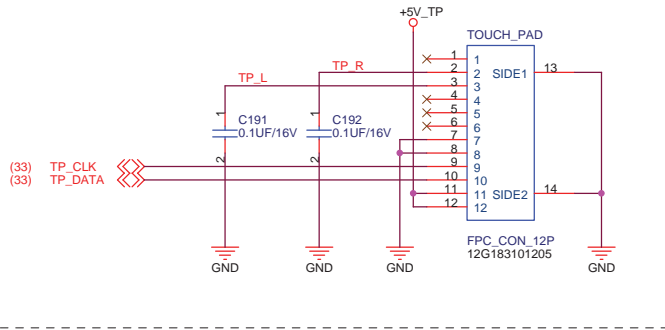 +5V_TP
TOUCH_PAD
TP_R
TP_L
1 1
2 2 SIDE1 13
3 3
4 4
5 5
6 6
7 7
8 8
9 9
10 10
11 11 SIDE2 14
12 12
1 C191
0.1UF/16V
2
1 C192
0.1UF/16V
2
(33) TP_CLK
(33) TP_DATA
FPC_CON_12P
12G183101205
GND GND GND GND